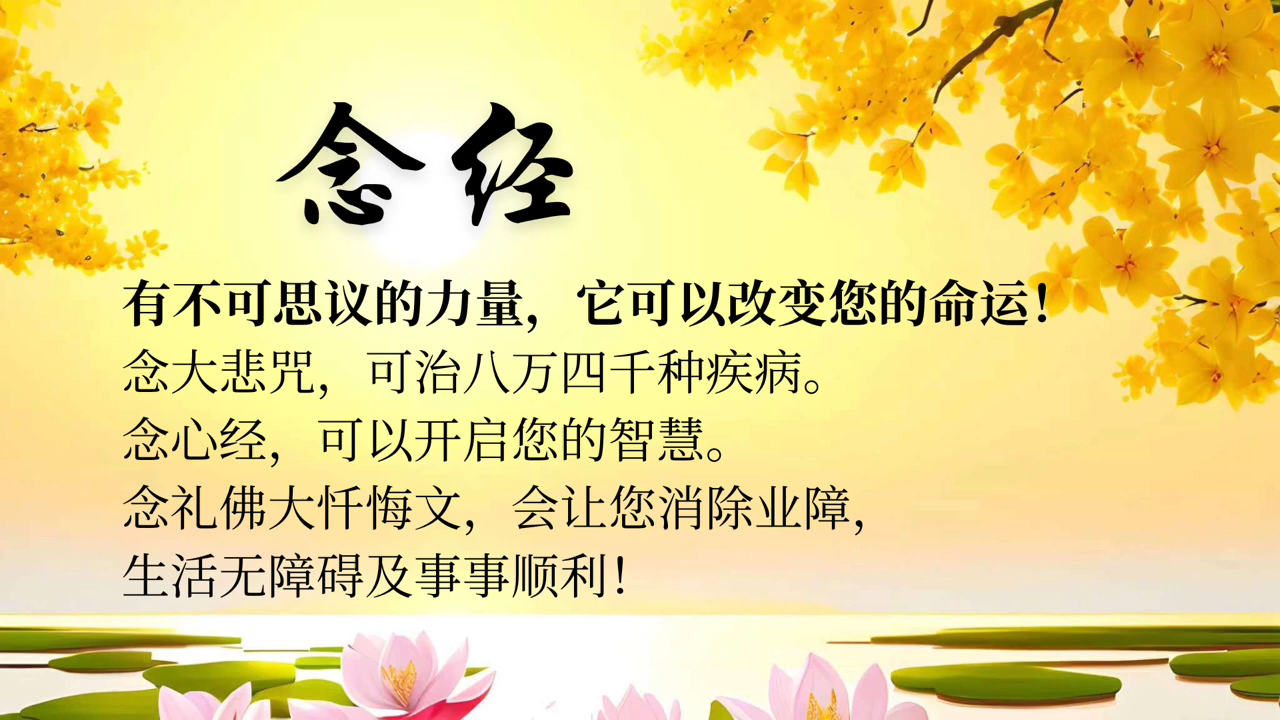 念经
有不可思议的力量，它可以改变您的命运！
念大悲咒，可治八万四千种疾病。
念心经，可以开启您的智慧。
念礼佛大忏悔文，会让您消除业障，
生活无障碍及事事顺利！